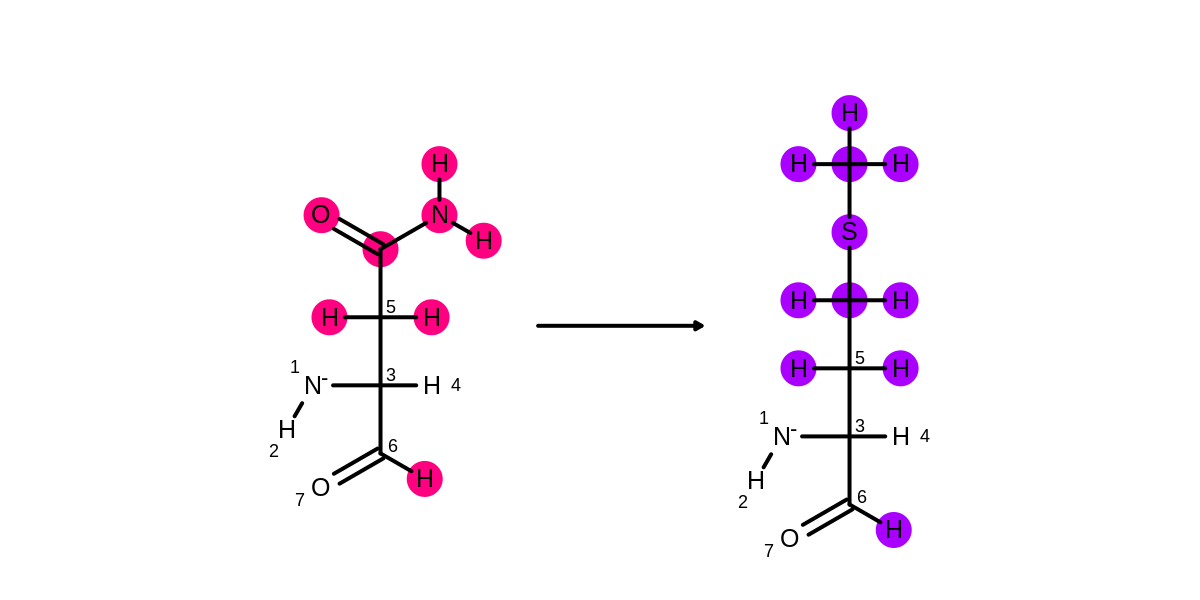 H
H H H
O N S
H
5 H H
H H
1 3 5
N- H 4 H H
H 1 3
2 N- H 4
6 H
7 O H 2
6
7 O H